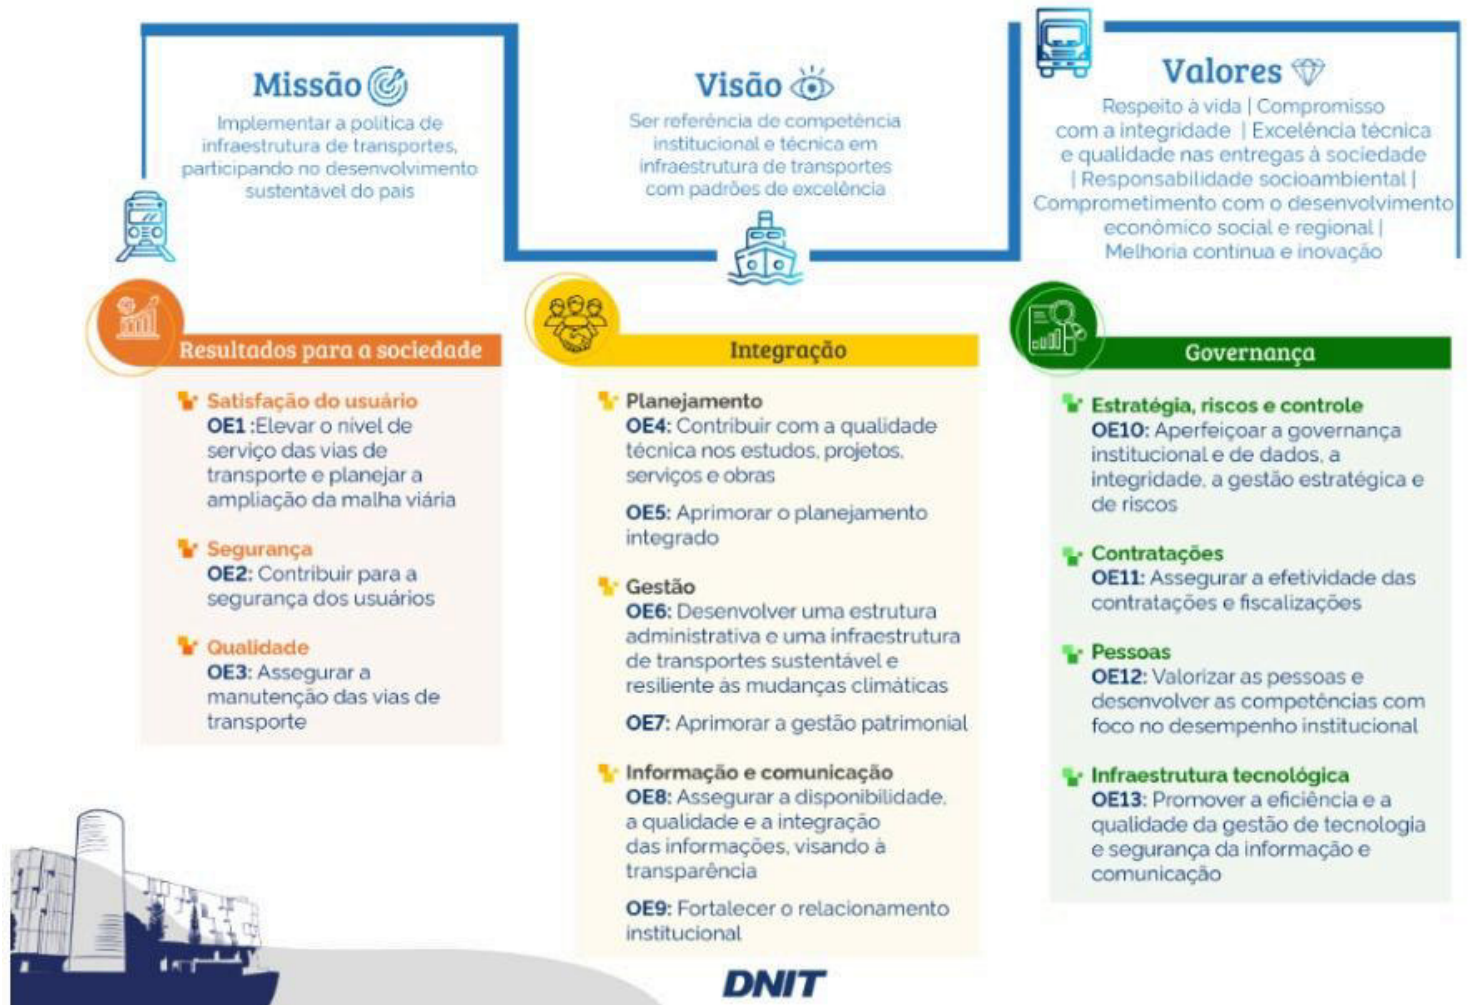 Missão
Implementar a política de
infraestrutura de transportes,
participando no desenvolvimento
sustentável do país
Visão
Ser referência de competência
institucional e técnica em
infraestrutura de transportes
com padrões de excelência
Valores
Respeito à vida | Compromisso
com a integridade | Excelência técnica
e qualidade nas entregas à sociedade
| Responsabilidade socioambiental |
Comprometimento com o desenvolvimento
econômico social e regional |
Melhoria contínua e inovação
Resultados para a sociedade
Satisfação do usuário
OE1 :Elevar o nível de
serviço das vias de
transporte e planejar a
ampliação da malha viária
Segurança
OE2: Contribuir para a
segurança dos usuários
Qualidade
OE3: Assegurar a
manutenção das vias de
transporte
Integração
Planejamento
OE4: Contribuir com a qualidade
técnica nos estudos, projetos,
serviços e obras
OE5: Aprimorar o planejamento
integrado
Gestão
OE6: Desenvolver uma estrutura
administrativa e uma infraestrutura
de transportes sustentável e
resiliente às mudanças climáticas
OE7: Aprimorar a gestão patrimonial
Informação e comunicação
OE8: Assegurar a disponibilidade,
a qualidade e a integração
das informações, visando à
transparência
OE9: Fortalecer o relacionamento
institucional
Governança
Estratégia, riscos e controle
OE10: Aperfeiçoar a governança
institucional e de dados, a
integridade, a gestão estratégica e
de riscos
Contratações
OE11: Assegurar a efetividade das
contratações e fiscalizações
Pessoas
OE12: Valorizar as pessoas e
desenvolver as competências com
foco no desempenho institucional
Infraestrutura tecnológica
OE13: Promover a eficiência e a
qualidade da gestão de tecnologia
e segurança da informação e
comunicação
DNIT